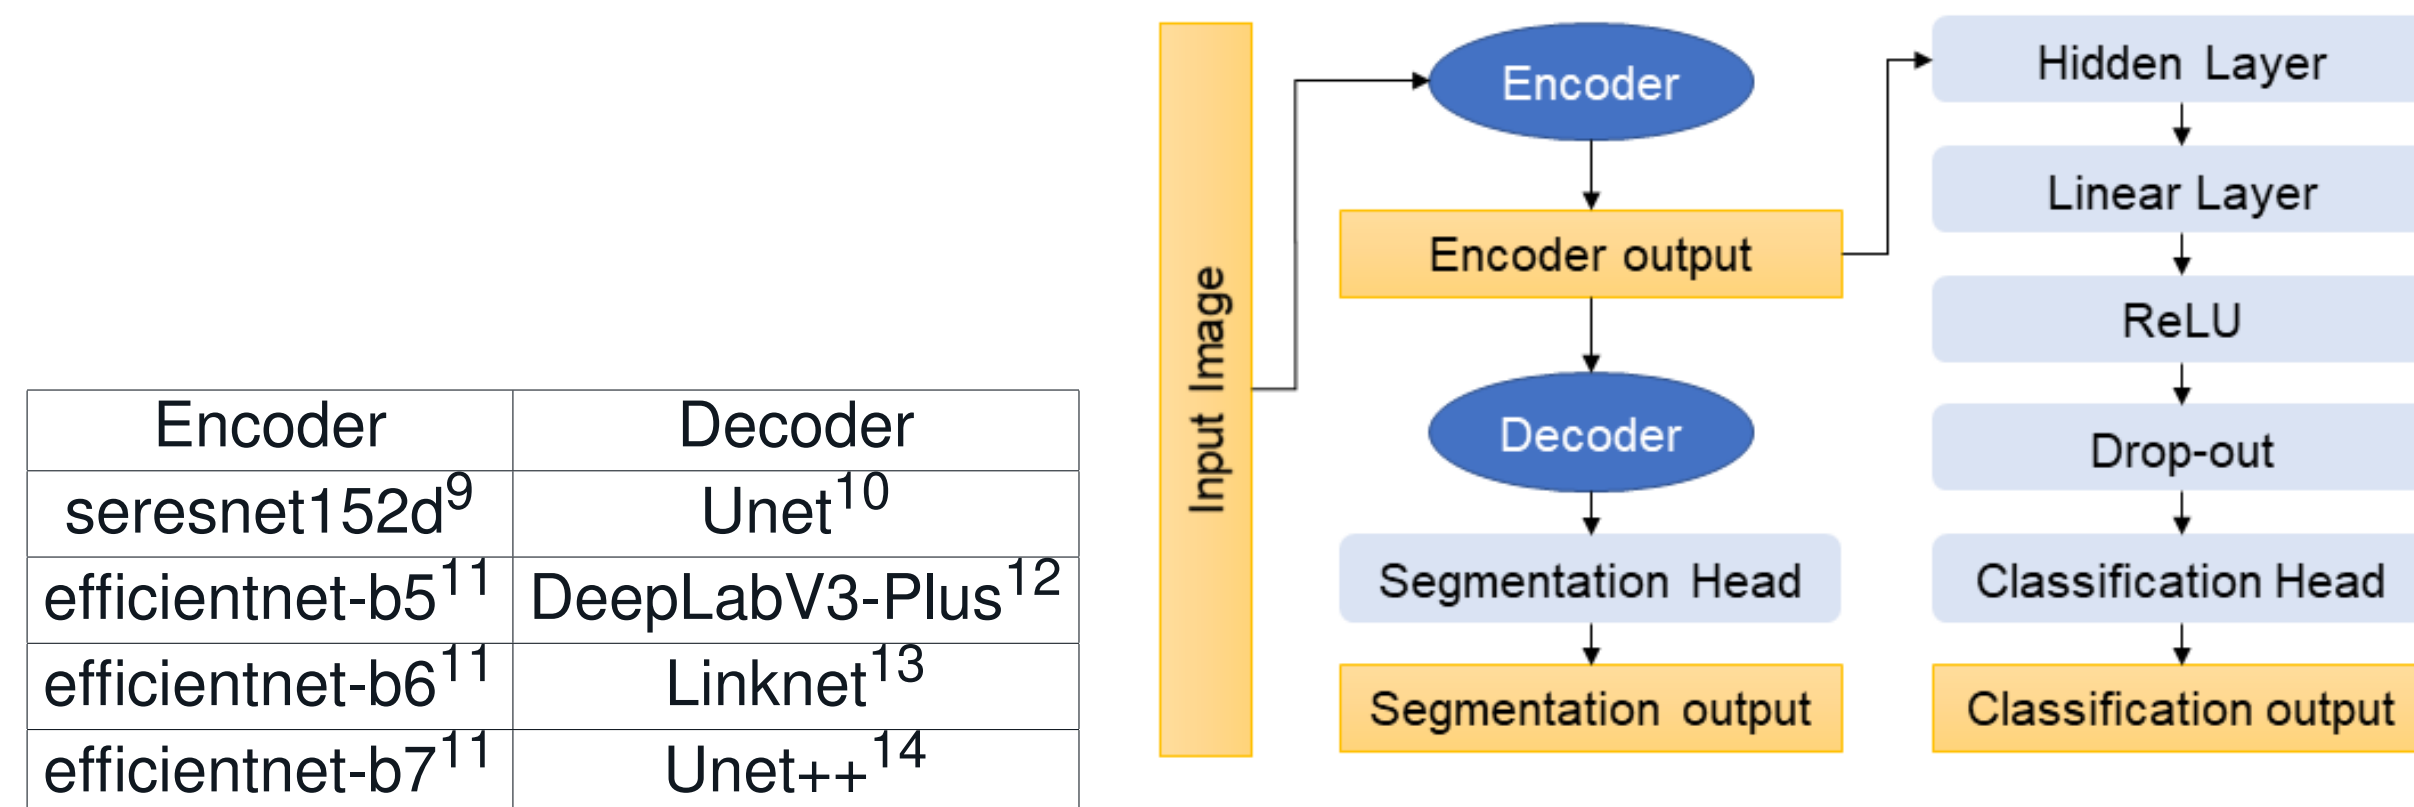 Encoder Decoder
seresnet152d9 Unet10
efficientnet-b511 DeepLabV3-Plus12
efficientnet-b611 Linknet13
efficientnet-b711 Unet++14
Input Image
Encoder
Encoder output
Decoder
Segmentation Head
Segmentation output
Hidden Layer
Linear Layer
ReLU
Drop-out
Classification Head
Classification output